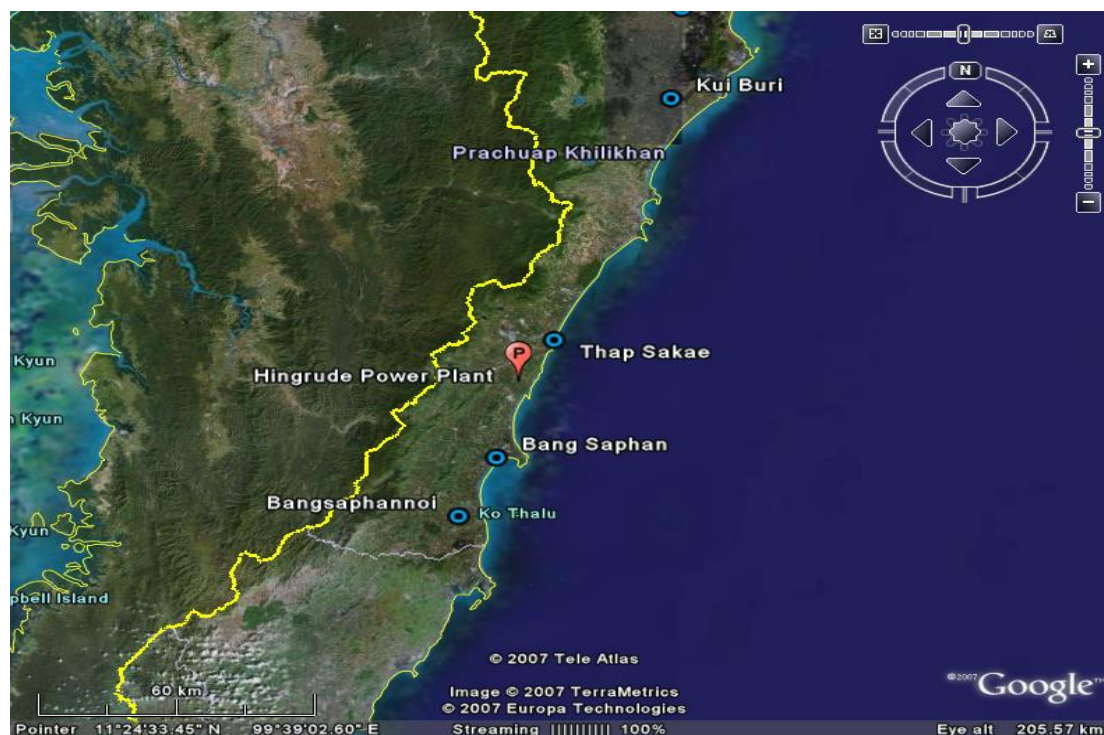 N
Kui Buri
Prachuap Khilikhan
Thap Sakae
P
Hingrude Power Plant
Kyun
Kyun
Bang Saphan
Bangsaphannoi
Ko Thalu
Kyun
pbell Island
© 2007 Tele Atlas
60 km
Image © 2007 TerraMetrics
© 2007 Europa Technologies
©2007 Google™
Pointer 11°24'33.45" N 99°39'02.60" E Streaming |||||||||| 100% Eye alt 205.57 km